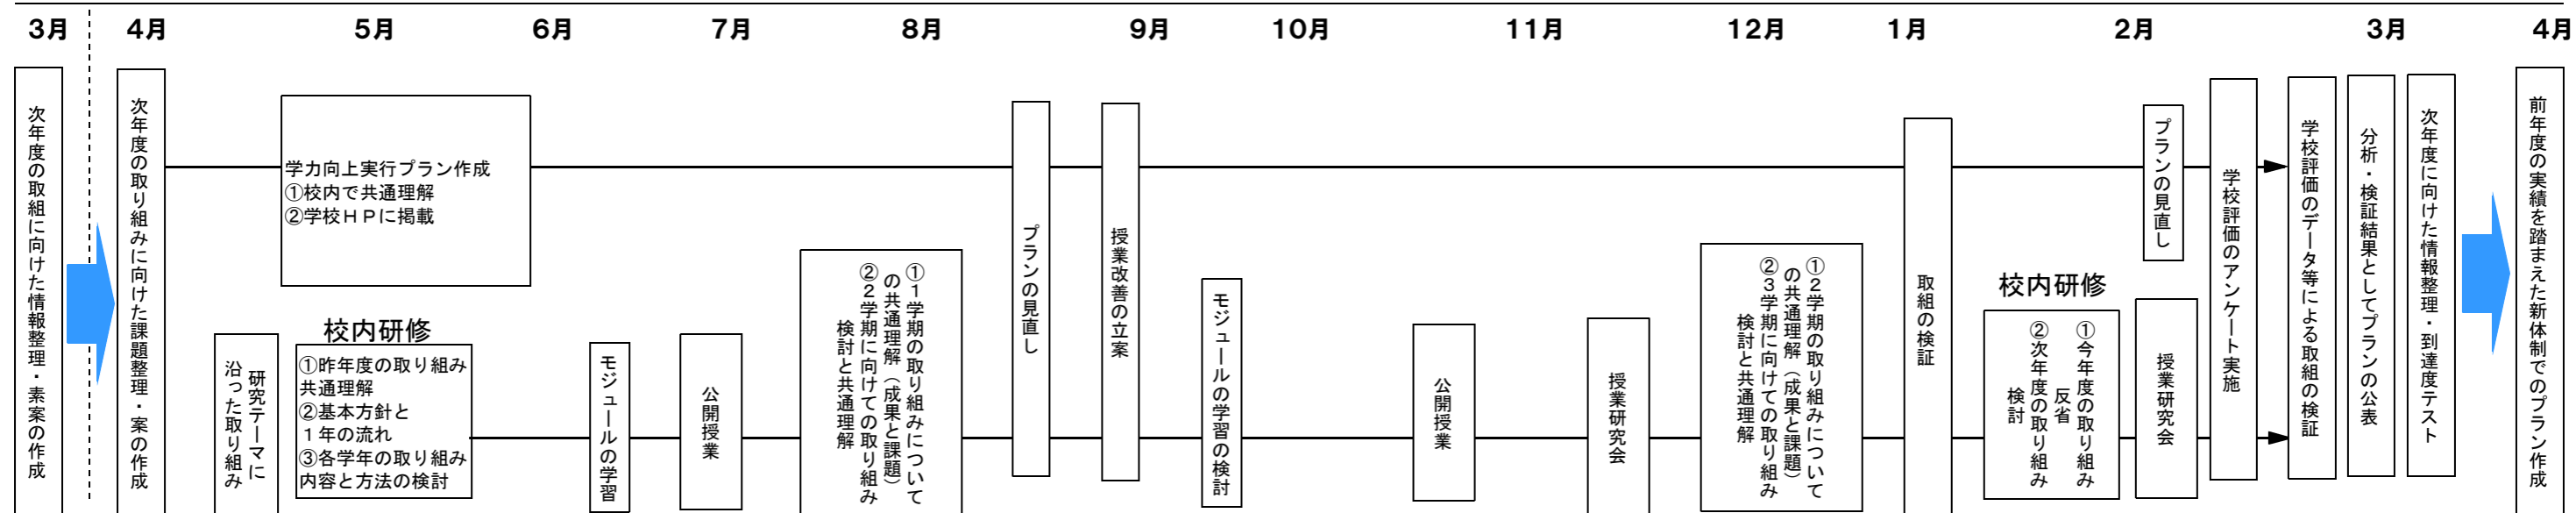 3月
4月
5月
6月
7月
8月
9月
10月
11月
12月
1月
2月
3月
4月
次年度の取組に向けた情報整理・素案の作成
次年度の取り組みに向けた課題整理・案の作成
学力向上実行プラン作成
①校内で共通理解
②学校HPに掲載
研究テーマに
沿った取り組み
校内研修
①昨年度の取り組み
共通理解
②基本方針と
1年の流れ
③各学年の取り組み
内容と方法の検討
モジュールの学習
公開授業
①1学期の取り組みについて
の共通理解（成果と課題）
②2学期に向けての取り組み
検討と共通理解
プランの見直し
授業改善の立案
モジュールの学習の検討
公開授業
授業研究会
①2学期の取り組みについて
の共通理解（成果と課題）
②3学期に向けての取り組み
検討と共通理解
取組の検証
校内研修
①今年度の取り組み
反省
②次年度の取り組み
検討
プランの見直し
授業研究会
学校評価のアンケート実施
学校評価のデータ等による取組の検証
分析・検証結果としてプランの公表
次年度に向けた情報整理・到達度テスト
前年度の実績を踏まえた新体制でのプラン作成